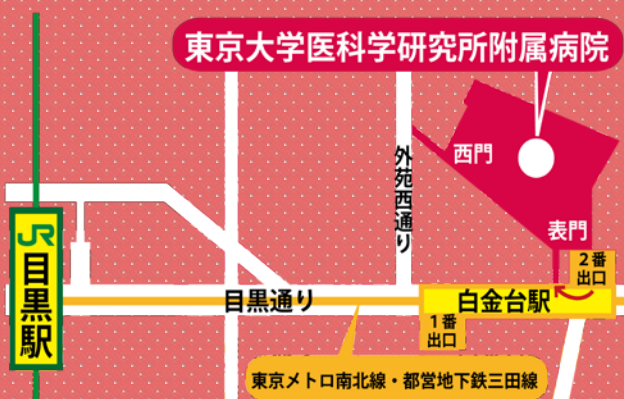 東京大学医科学研究所附属病院
西門
外苑西通り
表門
JR
目黒駅
2番
出口
目黒通り
白金台駅
1番
出口
東京メトロ南北線・都営地下鉄三田線